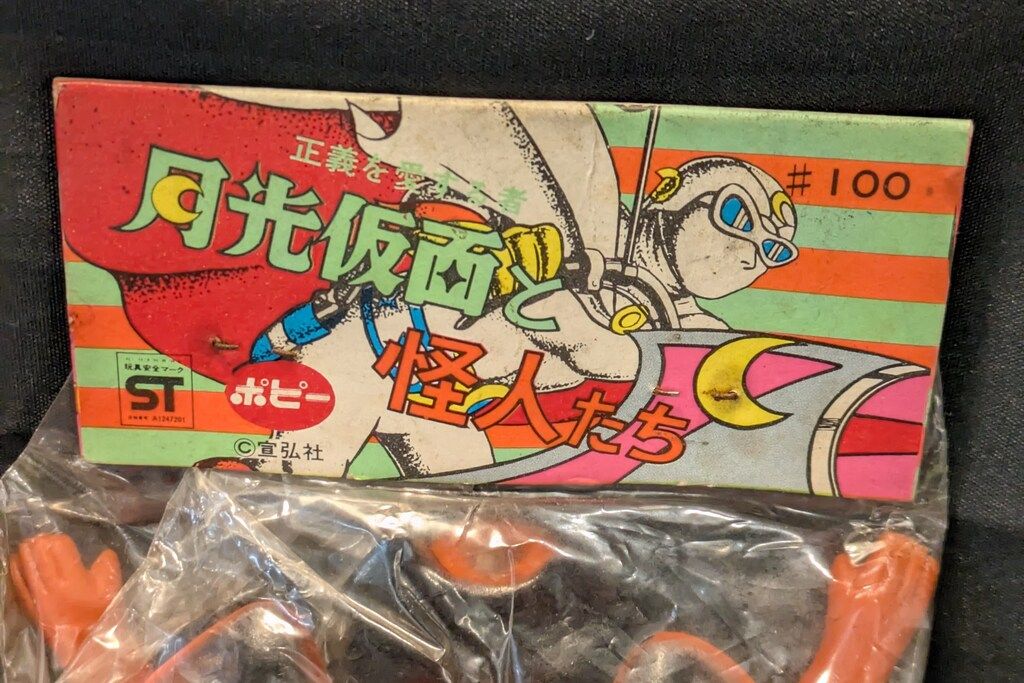 正義を愛する者
月光仮面と
怪人たち
#100
玩具安全マーク
ST
A1247201
ポピー
©宣弘社